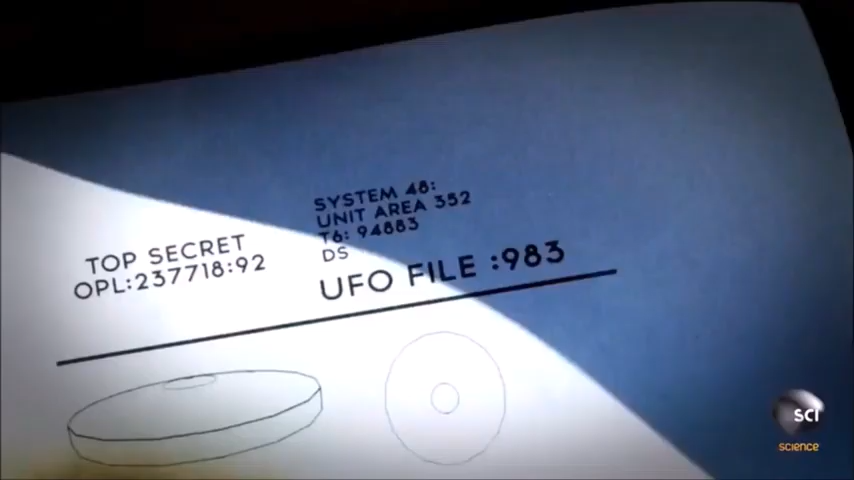 TOP SECRET
OPL:237718:92
SYSTEM 48:
UNIT AREA 352
T6: 94883
DS
UFO FILE :983
SCI
SCIENCE